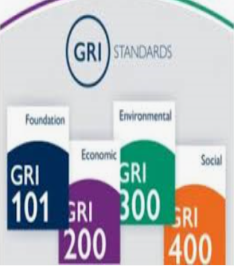 GRI STANDARDS
Foundation
GRI
101
Economic
GRI
200
Environmental
GRI
300
Social
GRI
400